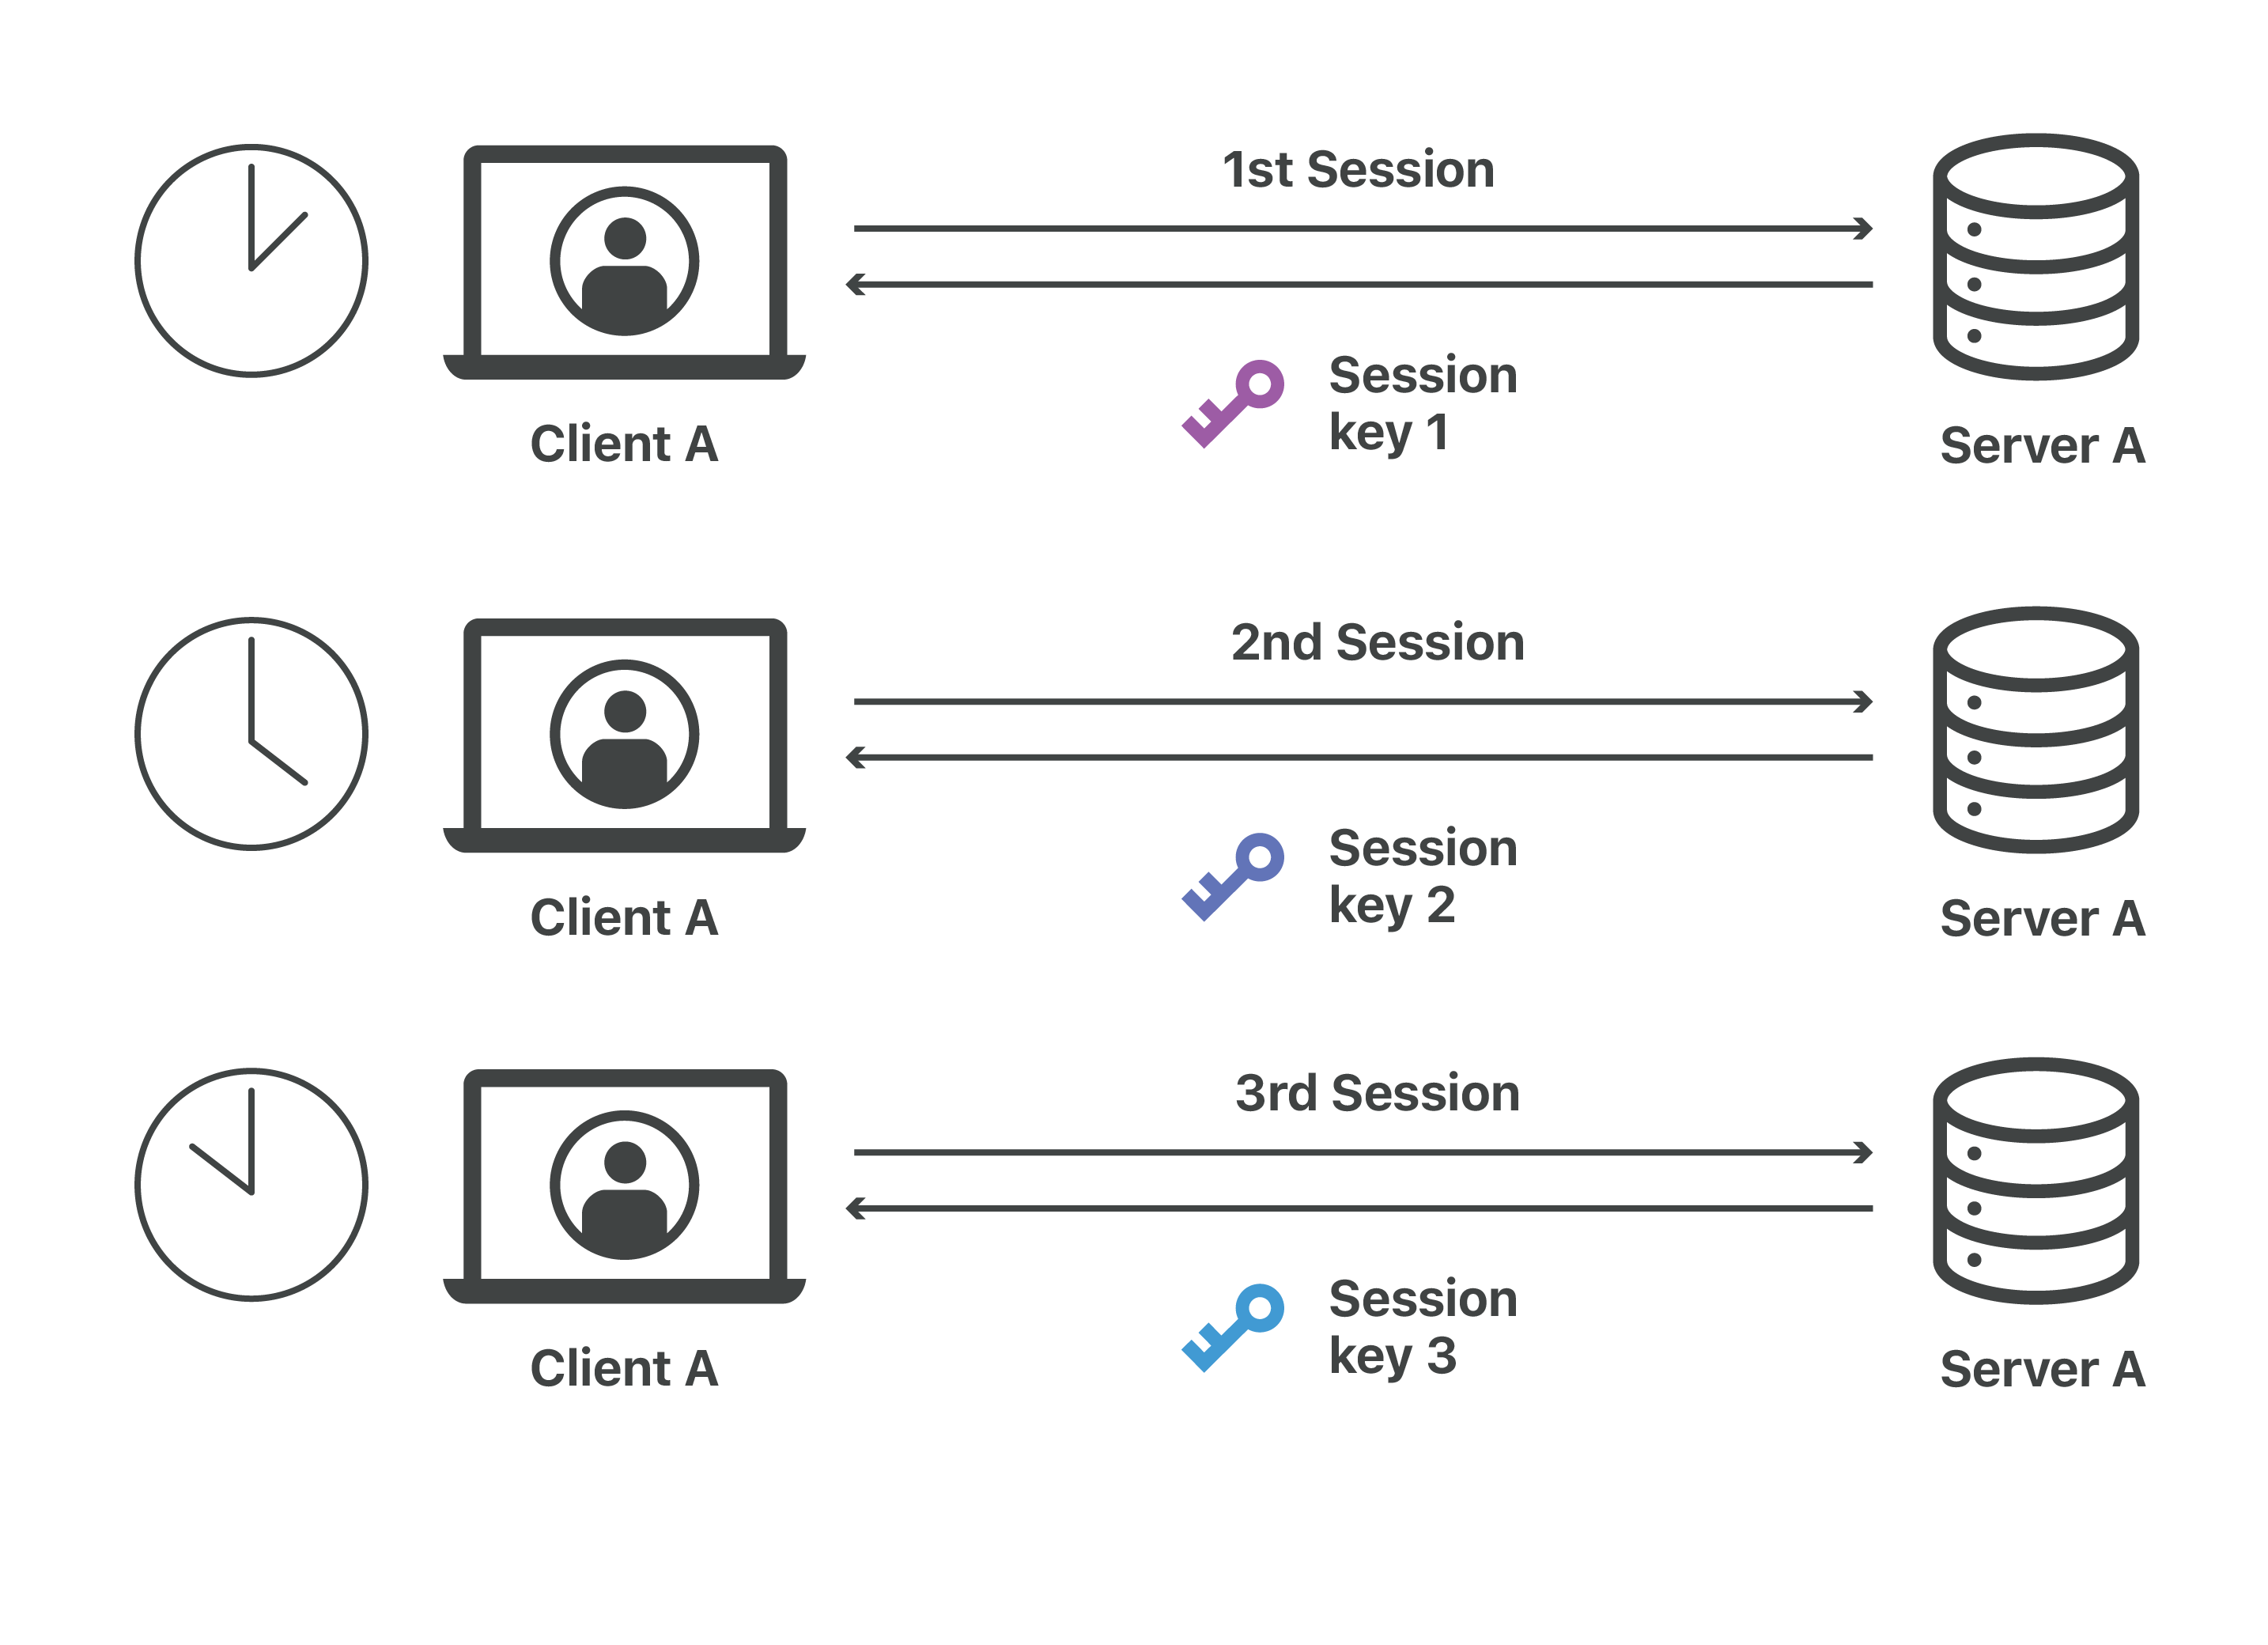 1st Session
Session
key 1
Client A
Server A
2nd Session
Session
key 2
Client A
Server A
3rd Session
Session
key 3
Client A
Server A